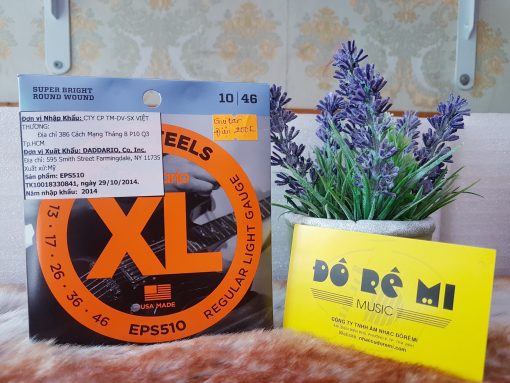 SUPER BRIGHT
ROUND WOUND
10 | 46
Đơn vị Nhập Khẩu: CTY CP TM-DV-SX VIỆT
THƯƠNG:
Địa chỉ 386 Cách Mạng Tháng 8 P10 Q3
Tp.HCM
Đơn vị Xuất Khẩu: DADDARIO, Co, Inc.
Địa chỉ: 595 Smith Street Farmingdale, NY 11735
Xuất xứ:Mỹ
Sản phẩm: EPS510
TK10018330841, ngày 29/10/2014.
Năm nhập khẩu: 2014
Guitar
XL
REGULAR LIGHT GAUGE
13 · 17 · 26 · 36 · 46
USA MADE
EPS510
ĐÔ RÊ MI
MUSIC
CÔNG TY TNHH ÂM NHẠC ĐÔRÊMI
Website: nhaccudoremi.com